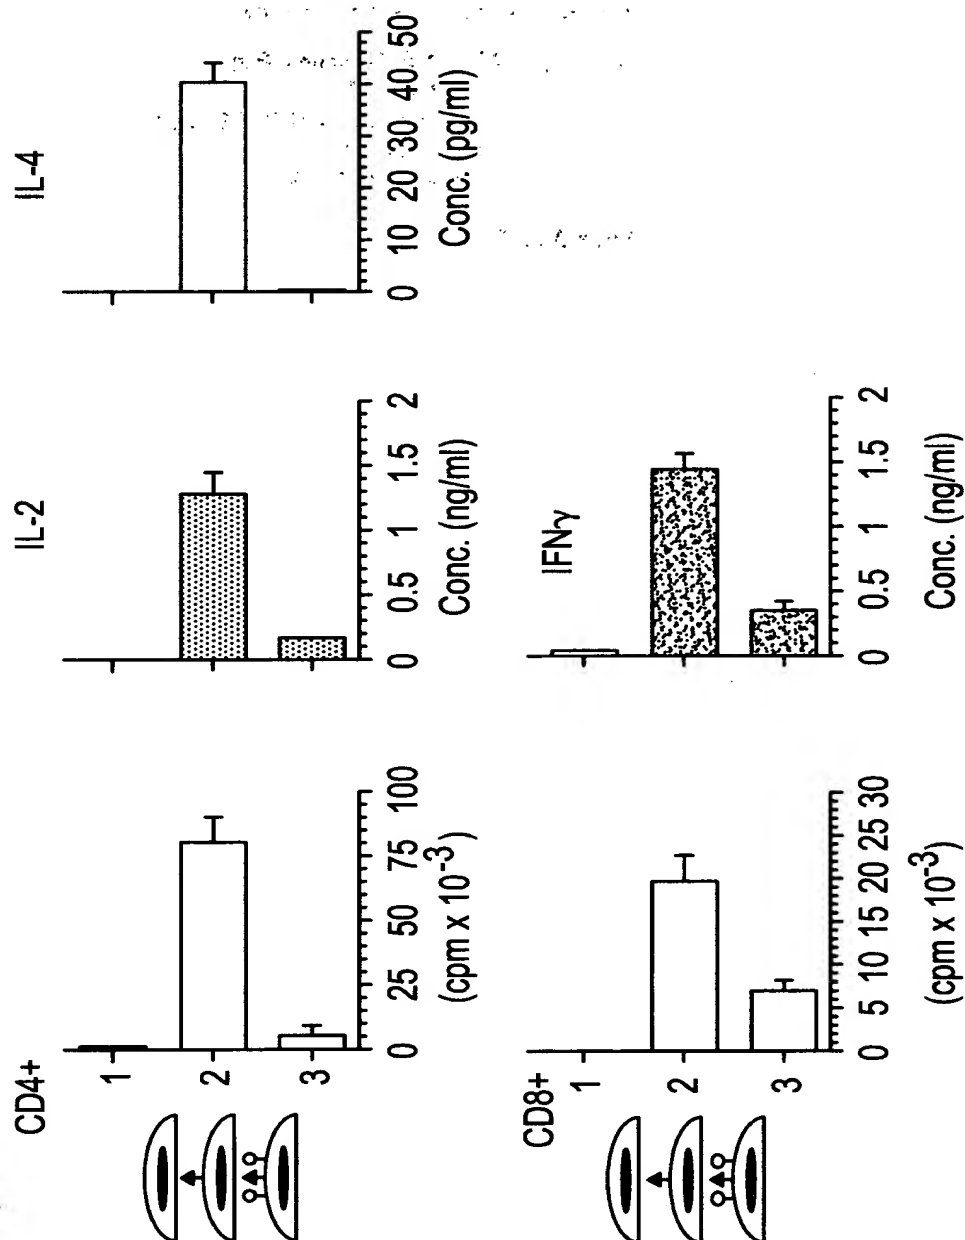 CD4+
1
2
3
0 25 50 75 100
(cpm x 10-3)
IL-2
0 0.5 1 1.5 2
Conc. (ng/ml)
IL-4
0 10 20 30 40 50
Conc. (pg/ml)
CD8+
1
2
3
0 5 10 15 20 25 30
(cpm x 10-3)
IFNγ
0 0.5 1 1.5 2
Conc. (ng/ml)